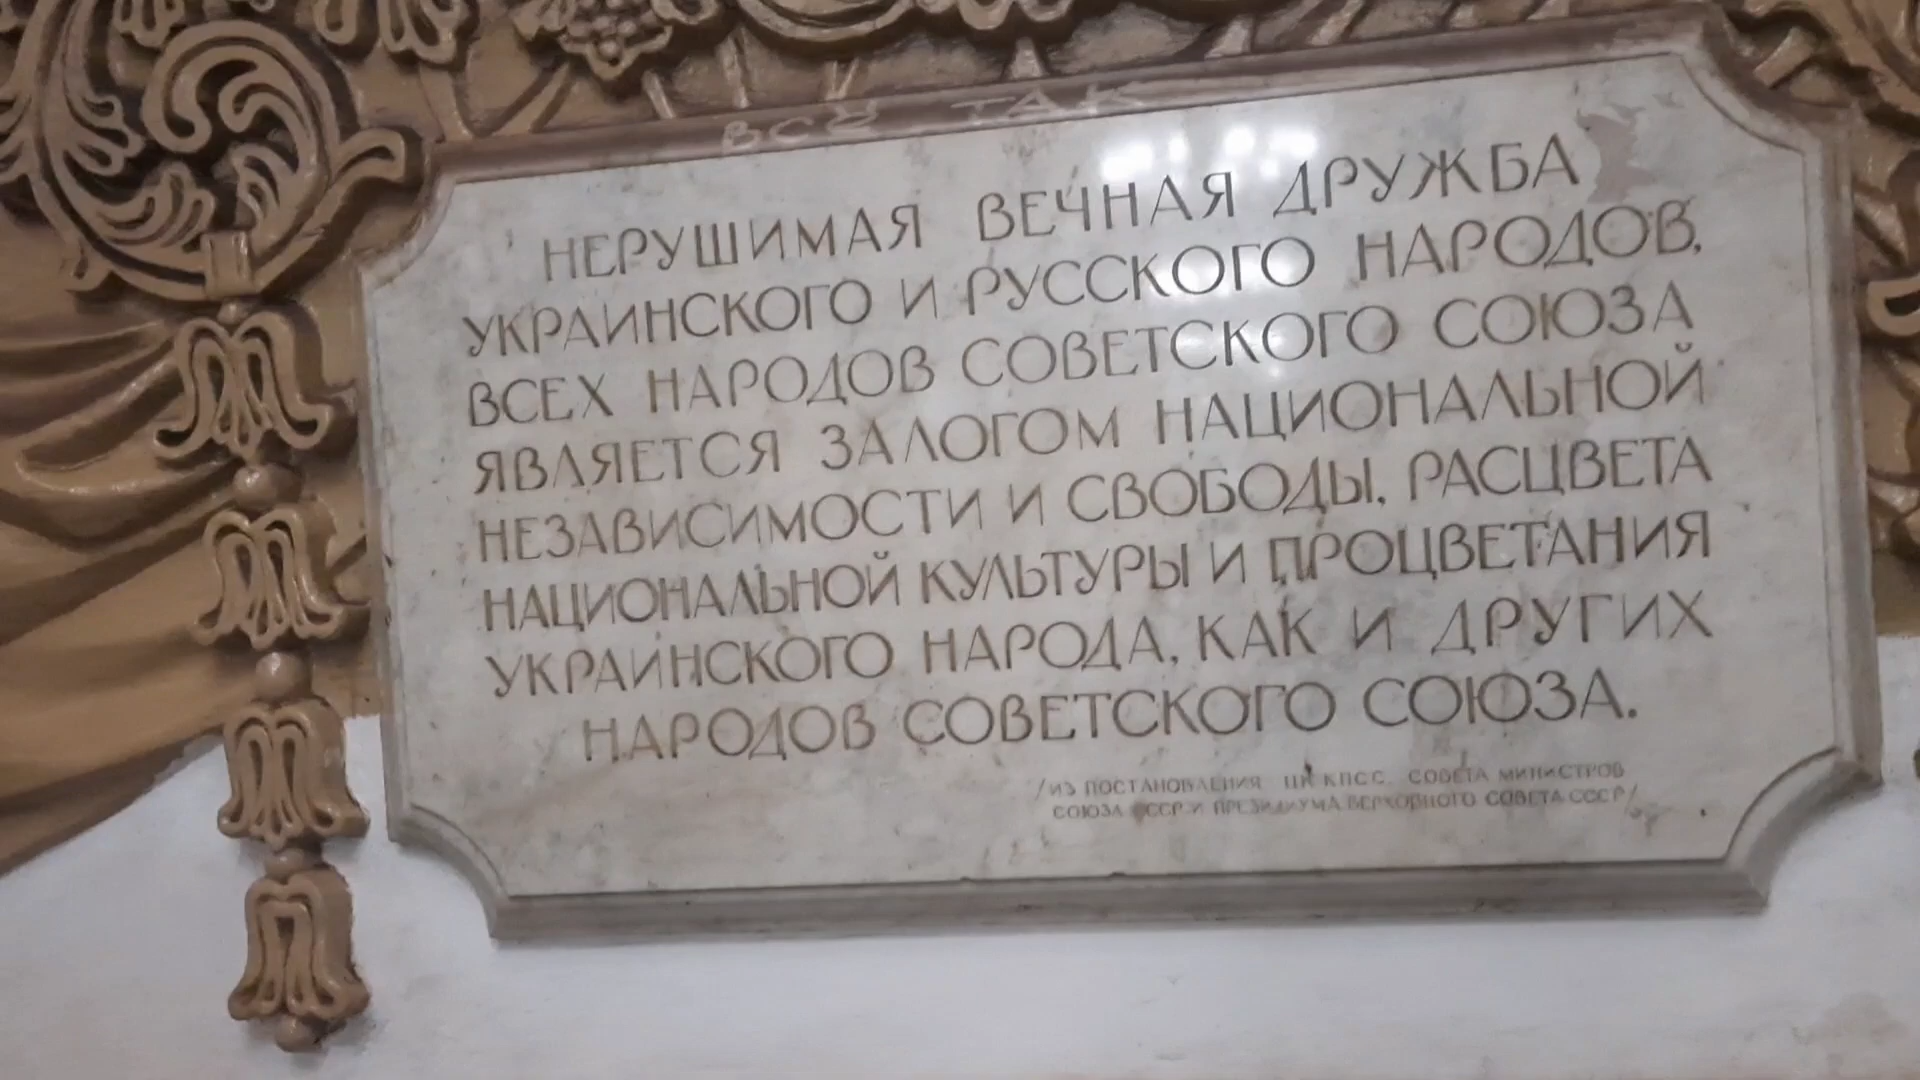 ВСЁ ТАК
НЕРУШИМАЯ ВЕЧНАЯ ДРУЖБА
УКРАИНСКОГО И РУССКОГО НАРОДОВ,
ВСЕХ НАРОДОВ СОВЕТСКОГО СОЮЗА
ЯВЛЯЕТСЯ ЗАЛОГОМ НАЦИОНАЛЬНОЙ
НЕЗАВИСИМОСТИ И СВОБОДЫ, РАСЦВЕТА
НАЦИОНАЛЬНОЙ КУЛЬТУРЫ И ПРОЦВЕТАНИЯ
УКРАИНСКОГО НАРОДА, КАК И ДРУГИХ
НАРОДОВ СОВЕТСКОГО СОЮЗА.
/ИЗ ПОСТАНОВЛЕНИЯ ЦК КПСС, СОВЕТА МИНИСТРОВ
СОЮЗА ССР И ПРЕЗИДИУМА ВЕРХОВНОГО СОВЕТА СССР/